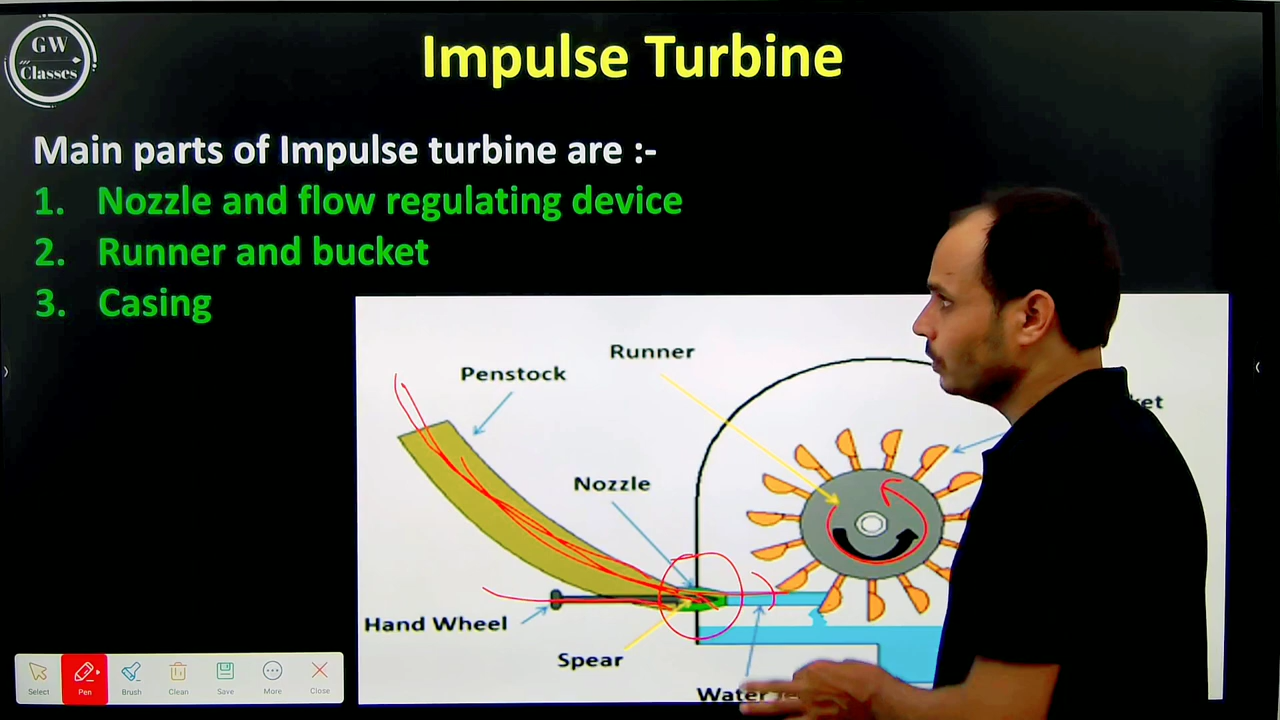 GW
Classes
Impulse Turbine
Main parts of Impulse turbine are :-
1. Nozzle and flow regulating device
2. Runner and bucket
3. Casing
Runner
Penstock
Nozzle
Hand Wheel
Spear
Water
Select
Pen
Brush
Clean
Save
More
Close